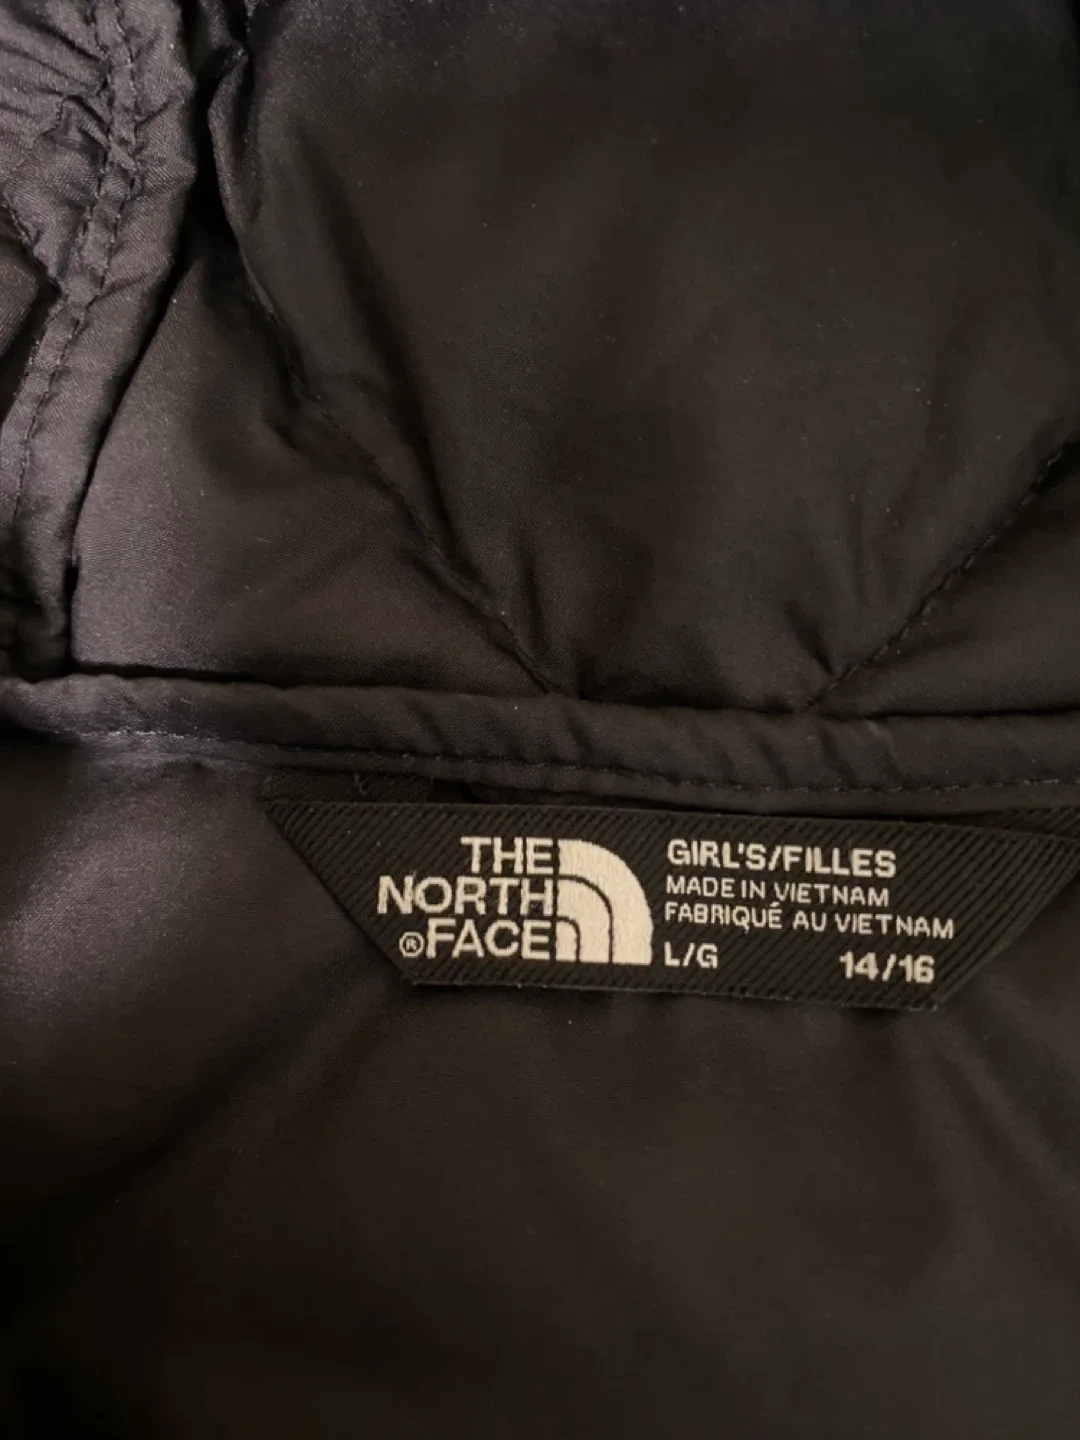 THE
NORTH
®FACE
GIRL'S/FILLES
MADE IN VIETNAM
FABRIQUÉ AU VIETNAM
L/G 14/16